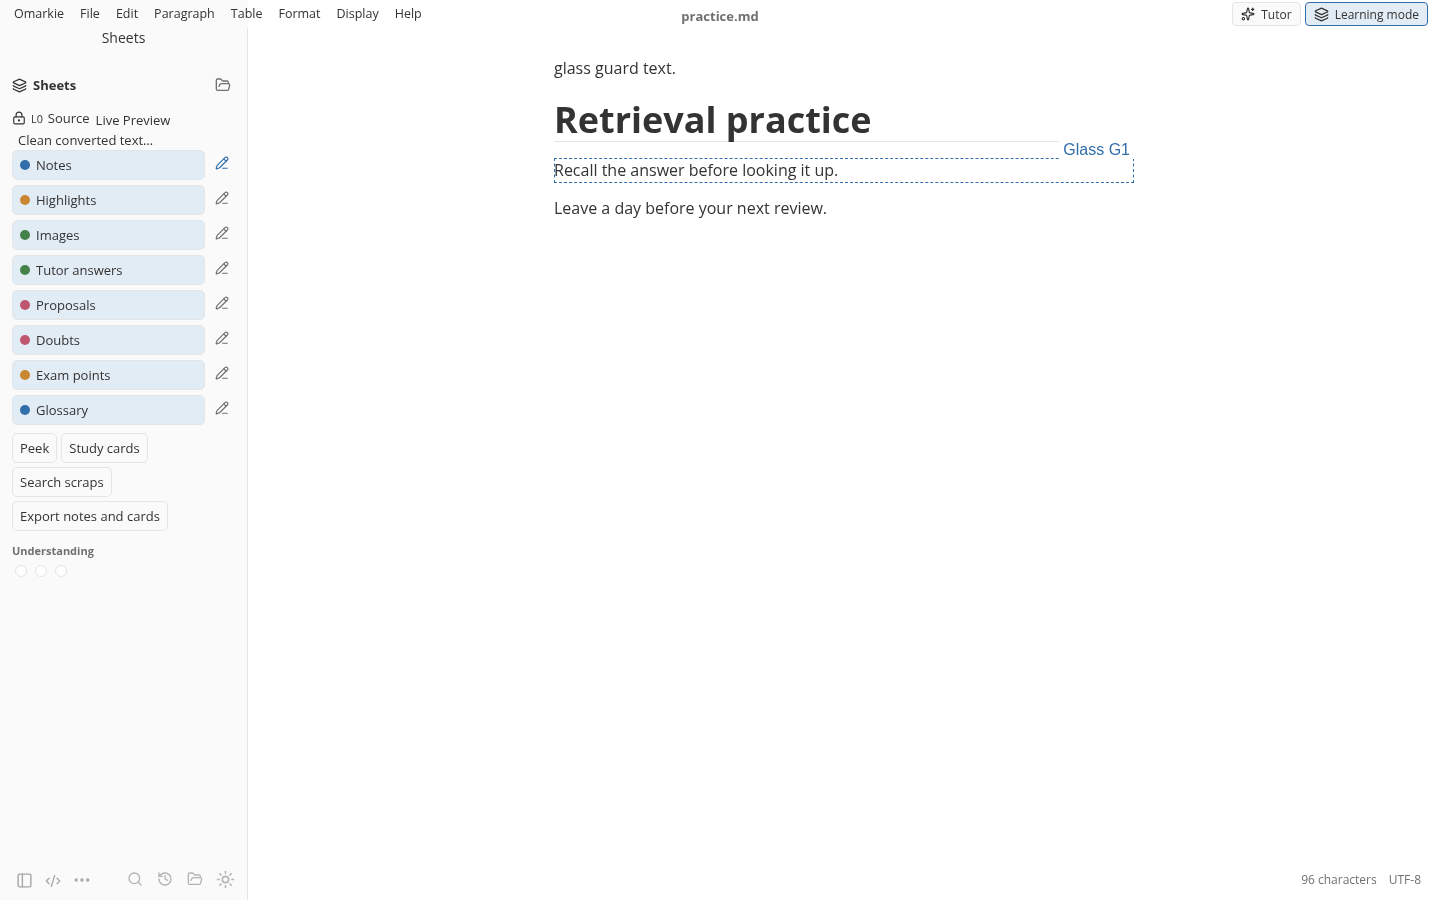 Omarkie File Edit Paragraph Table Format Display Help
practice.md
Tutor
Learning mode
Sheets
Sheets
L0 Source Live Preview
Clean converted text...
Notes
Highlights
Images
Tutor answers
Proposals
Doubts
Exam points
Glossary
Peek
Study cards
Search scraps
Export notes and cards
Understanding
glass guard text.
Retrieval practice
Glass G1
Recall the answer before looking it up.
Leave a day before your next review.
96 characters UTF-8